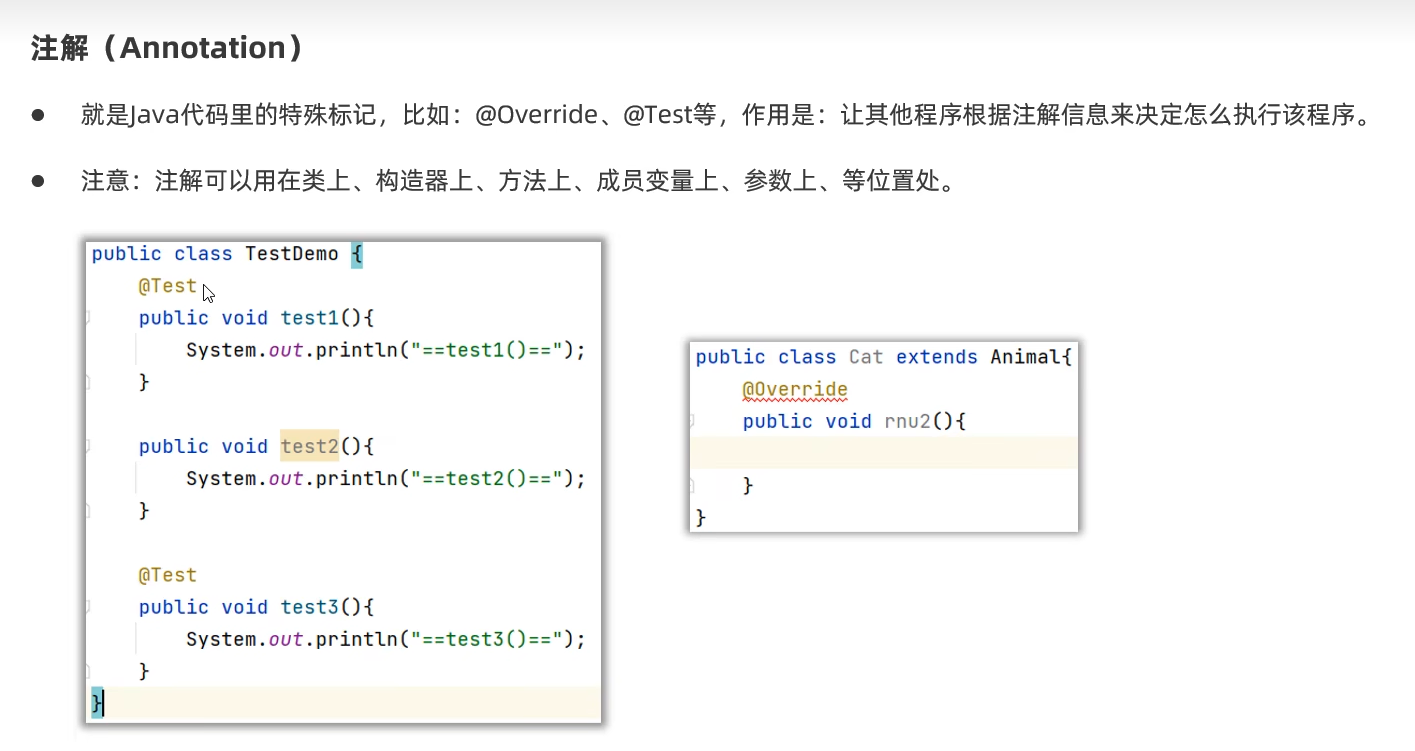 注解（Annotation）
● 就是Java代码里的特殊标记，比如：@Override、@Test等，作用是：让其他程序根据注解信息来决定怎么执行该程序。
● 注意：注解可以用在类上、构造器上、方法上、成员变量上、参数上、等位置处。
public class TestDemo {
    @Test
    public void test1(){
        System.out.println("==test1()==");
    }
    public void test2(){
        System.out.println("==test2()==");
    }
    @Test
    public void test3(){
        System.out.println("==test3()==");
    }
}
public class Cat extends Animal{
    @Override
    public void rnu2(){
    }
}